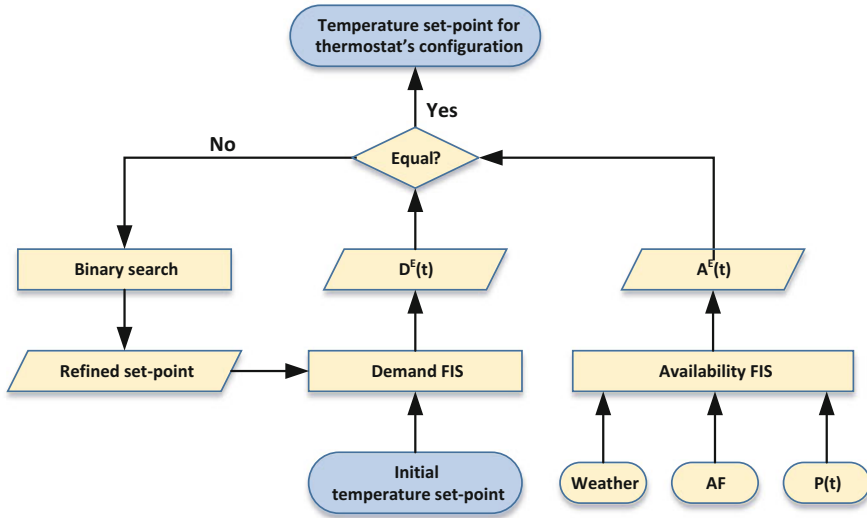 Temperature set-point for
thermostat's configuration
Yes
No
Equal?
Binary search
D^E(t)
A^E(t)
Refined set-point
Demand FIS
Availability FIS
Initial
temperature set-point
Weather
AF
P(t)